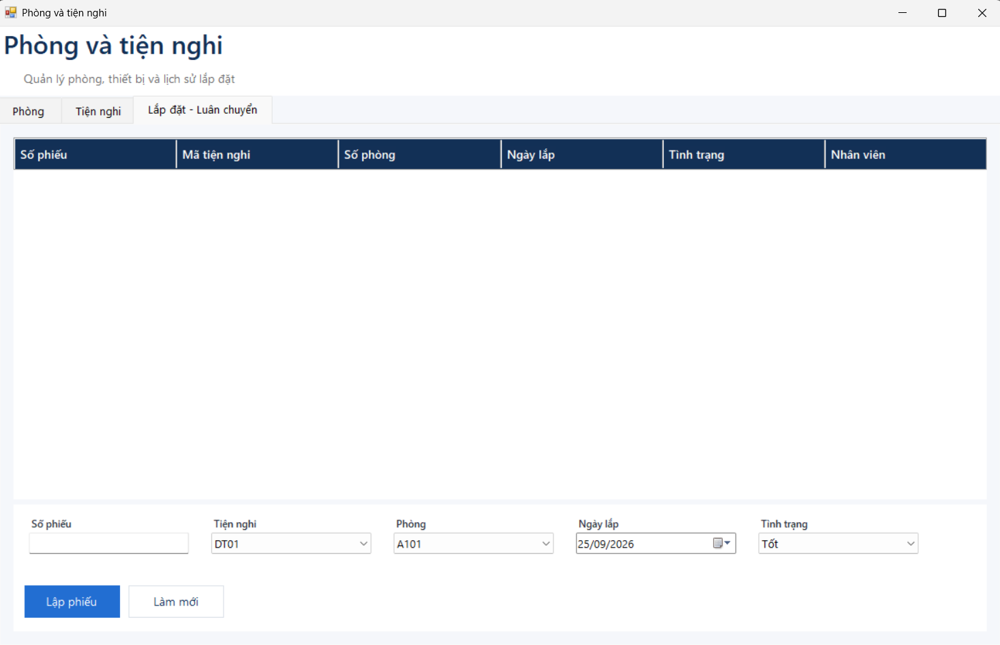 Phòng và tiện nghi
Phòng và tiện nghi
Quản lý phòng, thiết bị và lịch sử lắp đặt
Phòng Tiện nghi Lắp đặt - Luân chuyển
Số phiếu Mã tiện nghi Số phòng Ngày lắp Tình trạng Nhân viên
Số phiếu Tiện nghi Phòng Ngày lắp Tình trạng
DT01 A101 25/09/2026 Tốt
Lập phiếu Làm mới